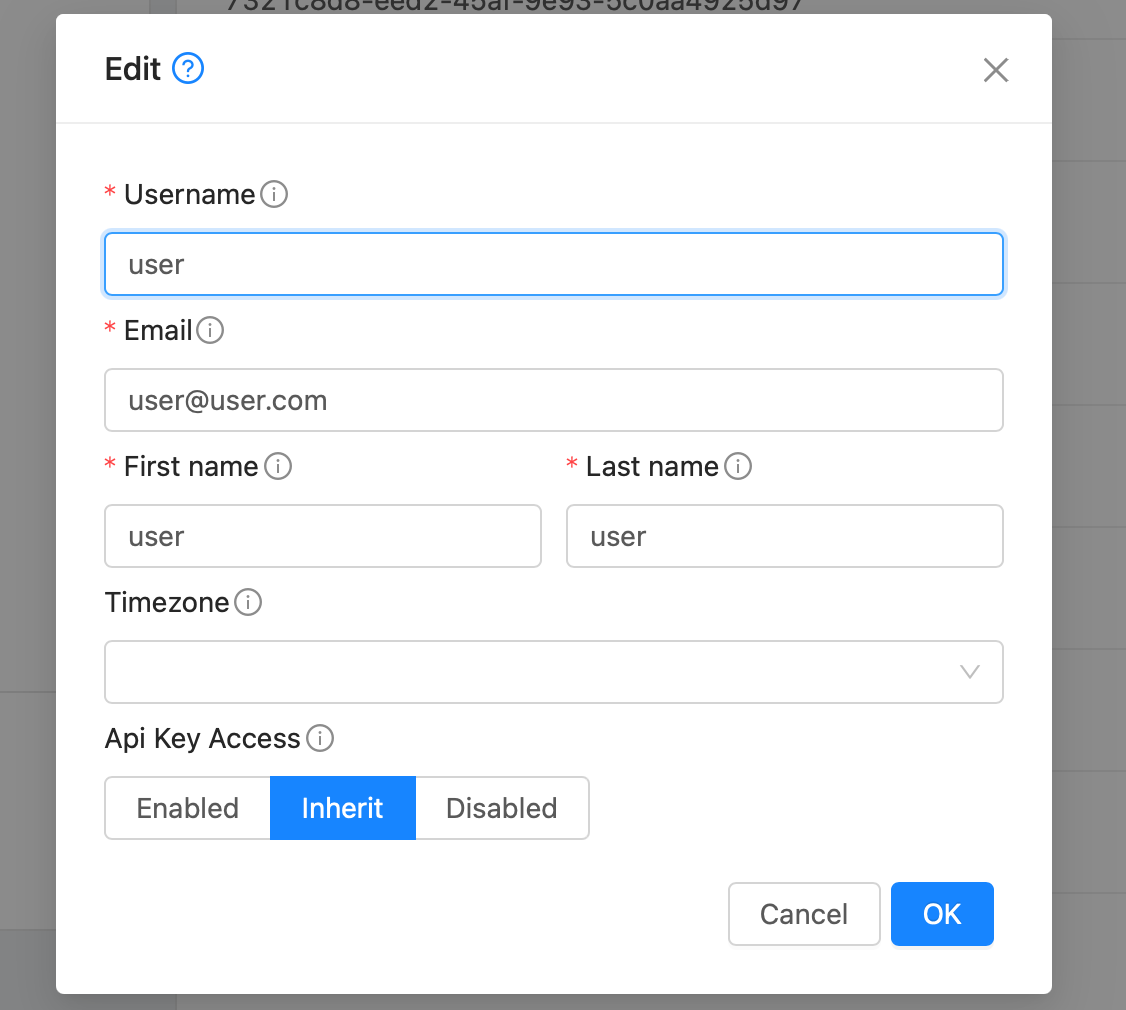 Edit ?
* Username
user
* Email
user@user.com
* First name
* Last name
user
user
Timezone
Api Key Access
Enabled Inherit Disabled
Cancel OK